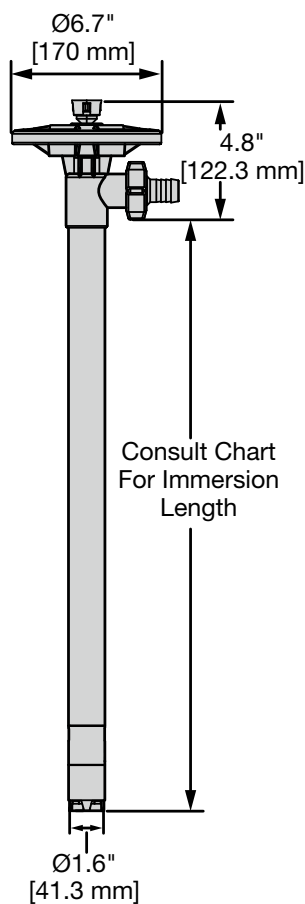 Ø6.7"
[170 mm]
4.8"
[122.3 mm]
Consult Chart
For Immersion
Length
Ø1.6"
[41.3 mm]